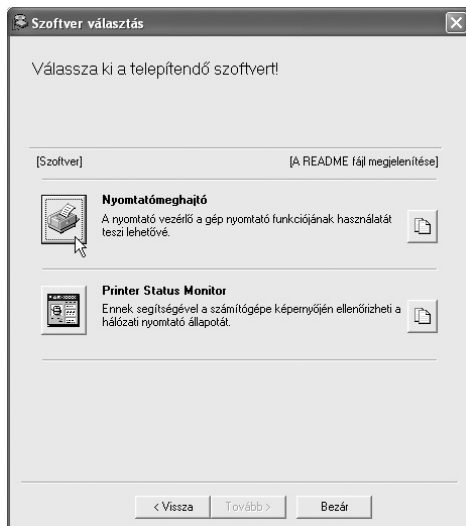 Szoftver választás
Válassza ki a telepítendő szoftvert!
[Szoftver] [A README fájl megjelenítése]
Nyomtatómeghajtó
A nyomtató vezérlő a gép nyomtató funkciójának használatát
teszi lehetővé.
Printer Status Monitor
Ennek segítségével a számítógépe képernyőjén ellenőrizheti a
hálózati nyomtató állapotát.
< Vissza Tovább > Bezár